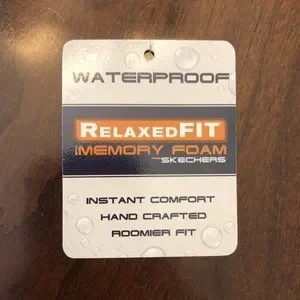 WATERPROOF
RELAXEDFIT
MEMORY FOAM
SKECHERS
INSTANT COMFORT
HAND CRAFTED
ROOMIER FIT